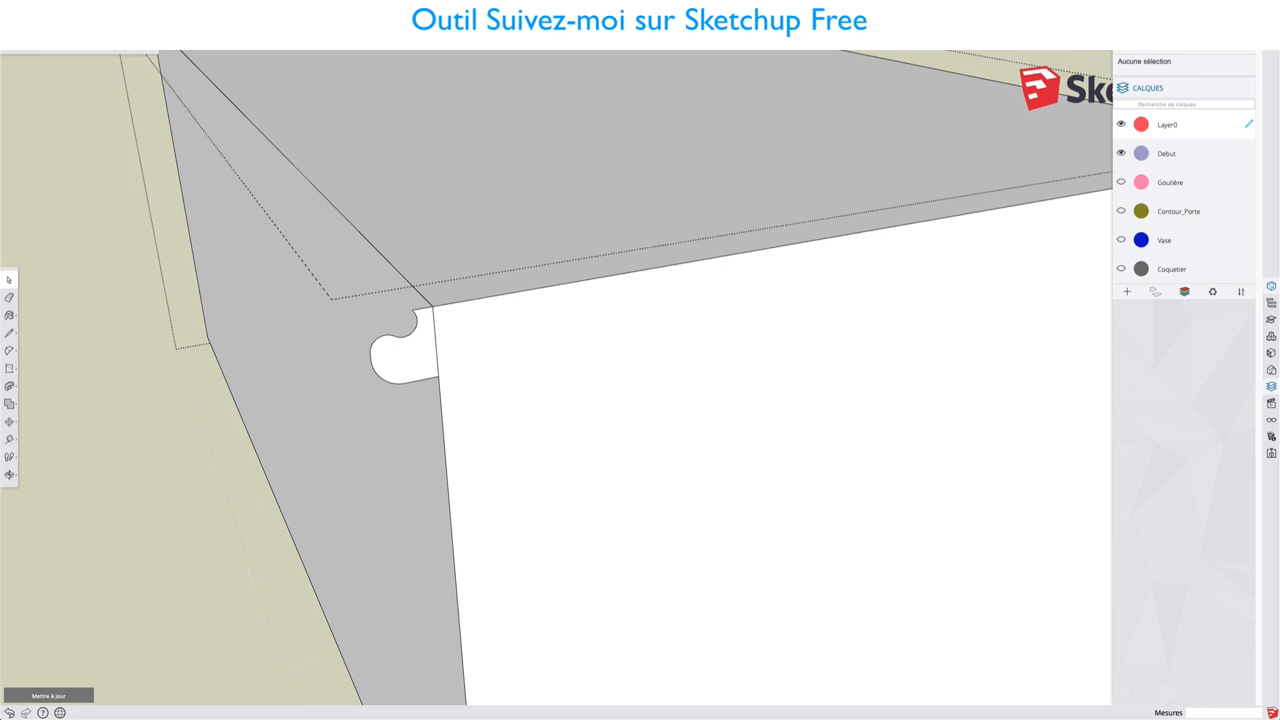 Outil Suivez-moi sur Sketchup Free
Aucune sélection
Ske
CALQUES
Recherche de calques
Layer0
Debut
Goutière
Contour_Porte
Vase
Coquetier
Mettre à jour
Mesures